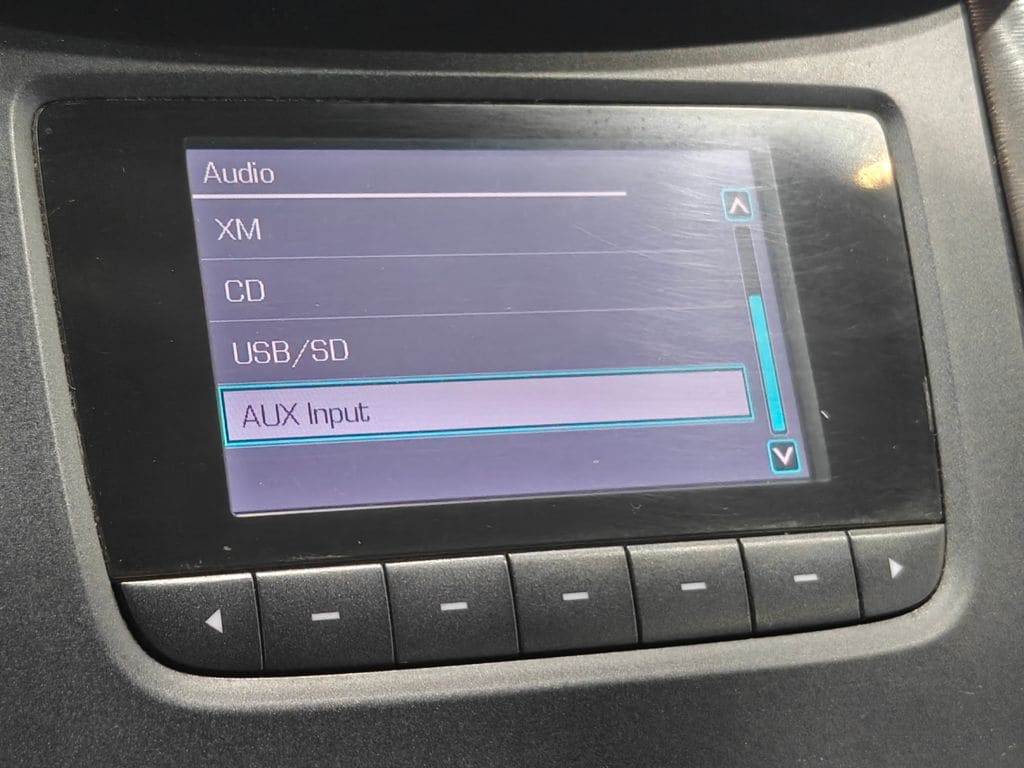 Audio
XM
CD
USB/SD
AUX Input